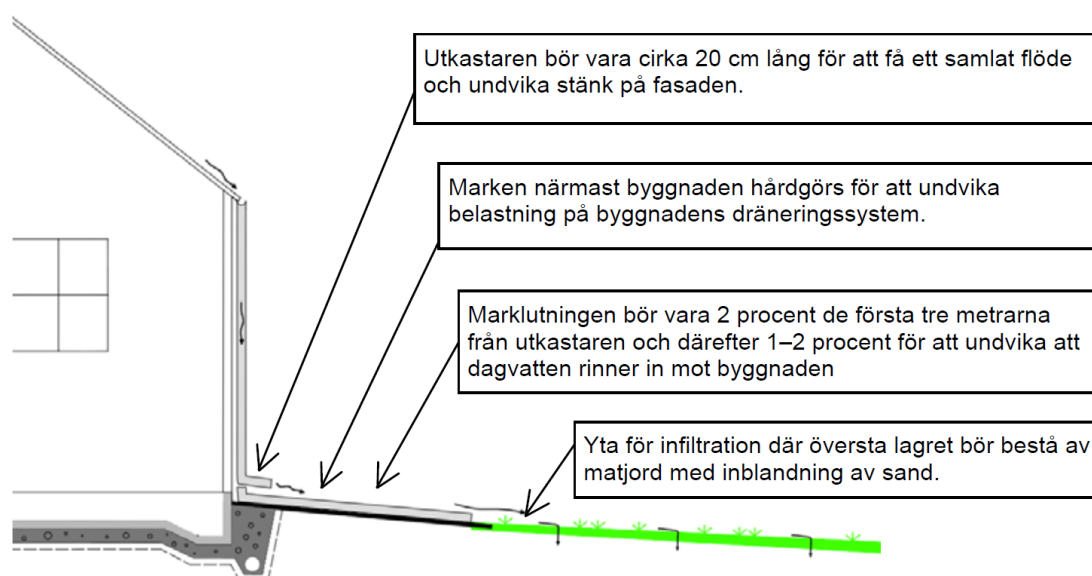 Utkastaren bör vara cirka 20 cm lång för att få ett samlat flöde
och undvika stänk på fasaden.
Marken närmast byggnaden hårdgörs för att undvika
belastning på byggnadens dräneringssystem.
Marklutningen bör vara 2 procent de första tre metrarna
från utkastaren och därefter 1–2 procent för att undvika att
dagvatten rinner in mot byggnaden
Yta för infiltration där översta lagret bör bestå av
matjord med inblandning av sand.